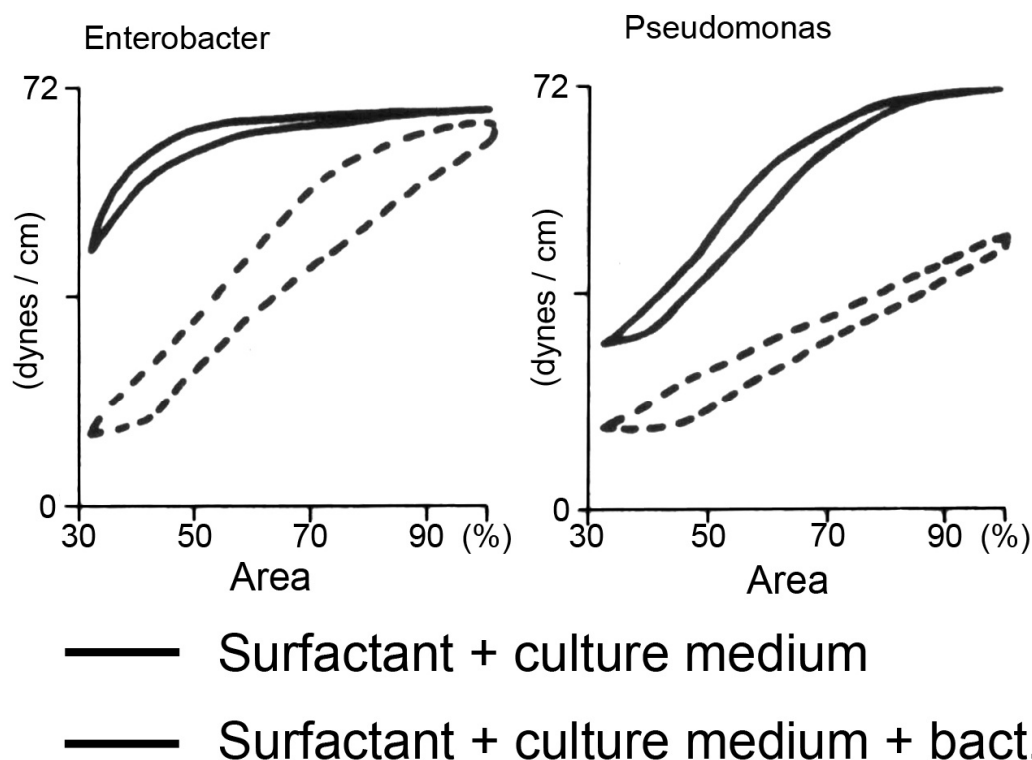 Enterobacter
Pseudomonas
72
(dynes / cm)
0
30 50 70 90 (%)
Area
72
(dynes / cm)
0
30 50 70 90 (%)
Area
Surfactant + culture medium
Surfactant + culture medium + bact.